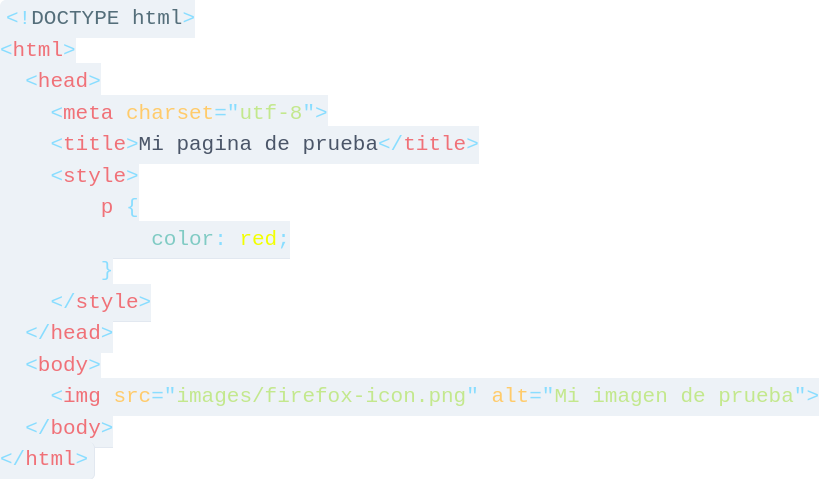 <!DOCTYPE html>
<html>
  <head>
    <meta charset="utf-8">
    <title>Mi pagina de prueba</title>
    <style>
        p {
            color: red;
        }
    </style>
  </head>
  <body>
    <img src="images/firefox-icon.png" alt="Mi imagen de prueba">
  </body>
</html>